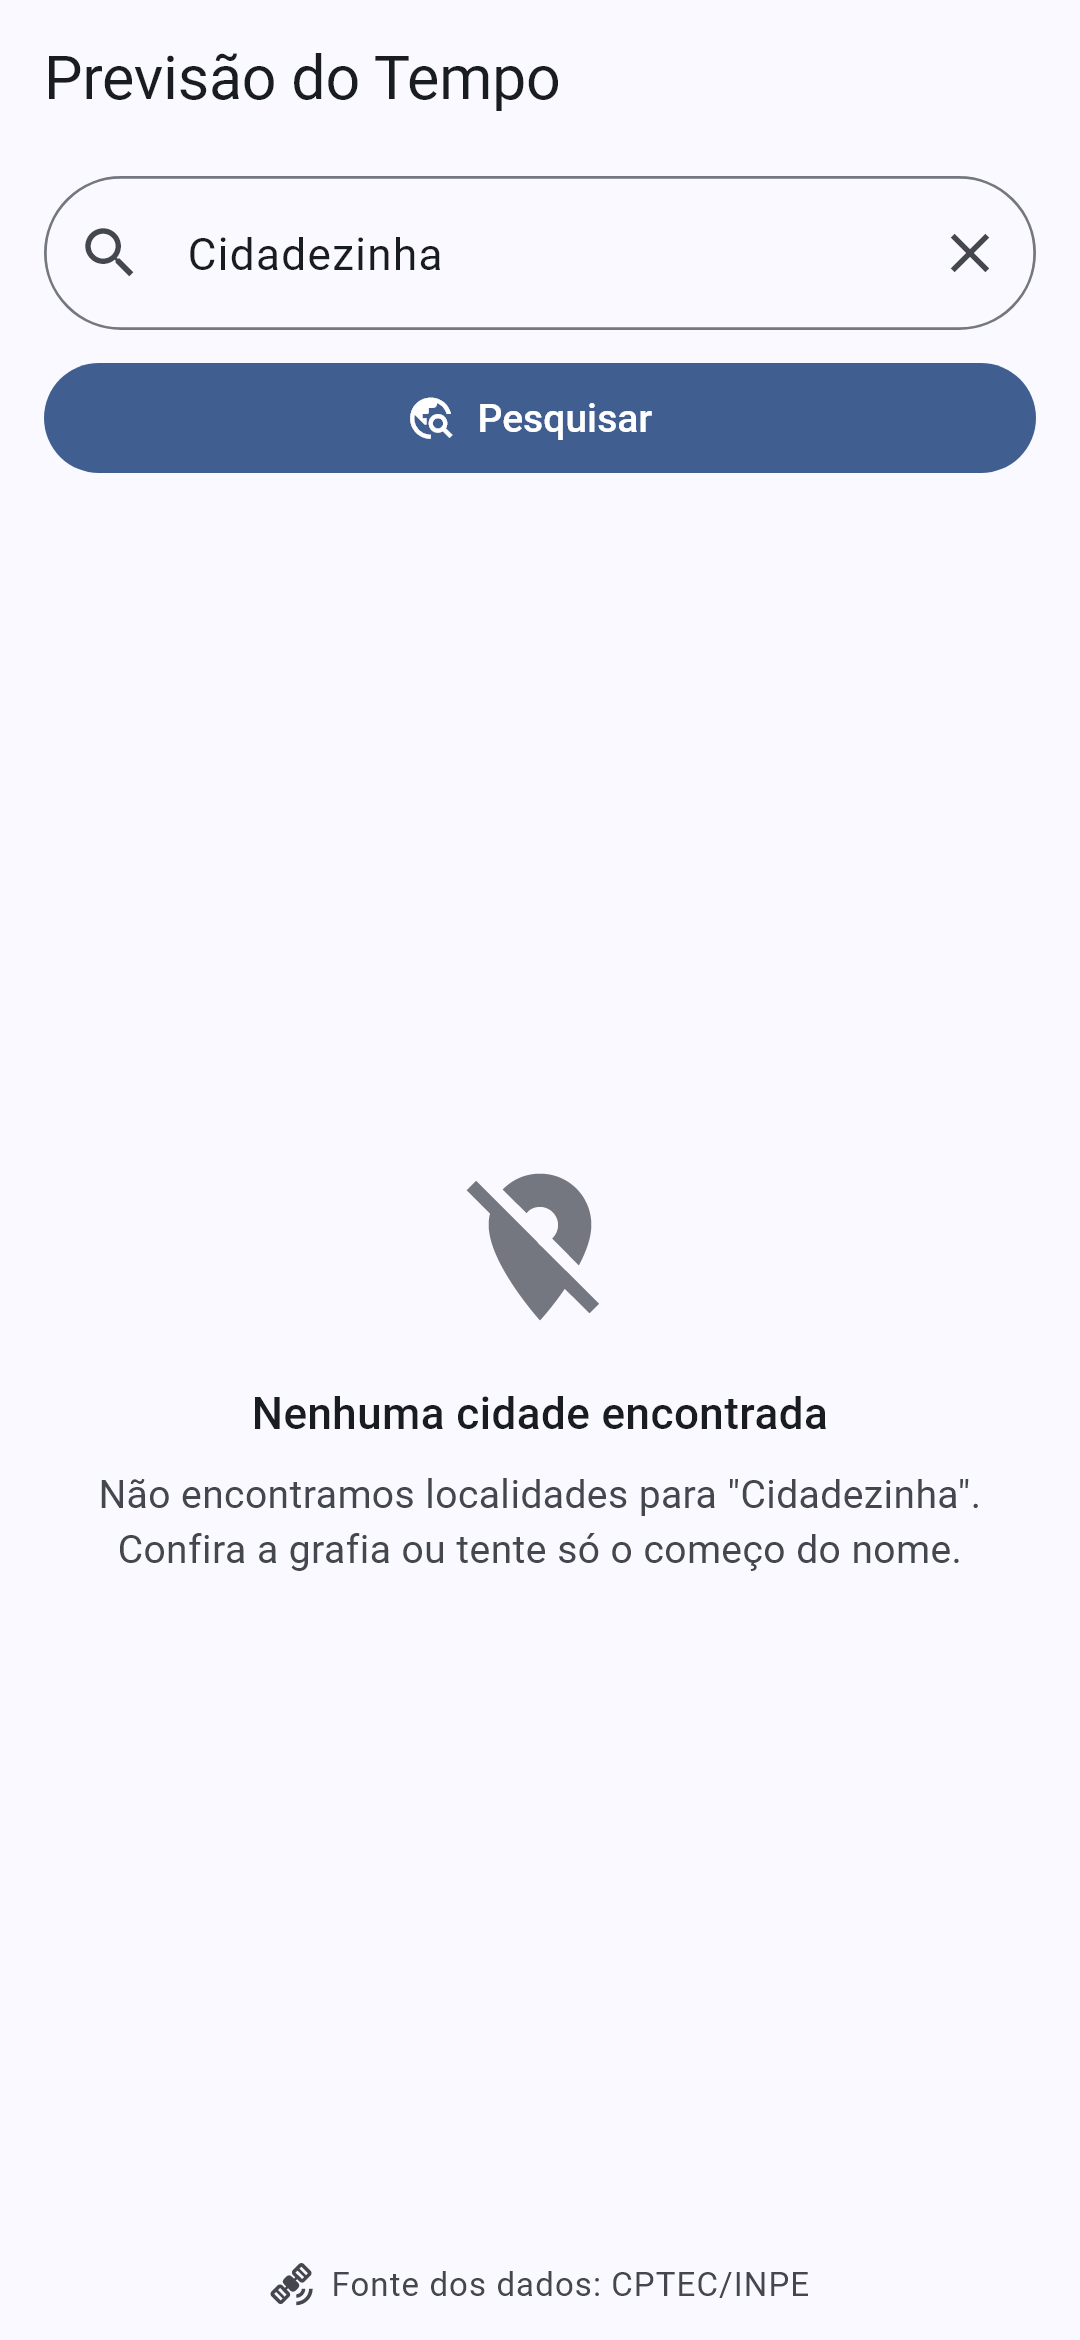 Previsão do Tempo
Cidadezinha
Pesquisar
Nenhuma cidade encontrada
Não encontramos localidades para "Cidadezinha".
Confira a grafia ou tente só o começo do nome.
Fonte dos dados: CPTEC/INPE